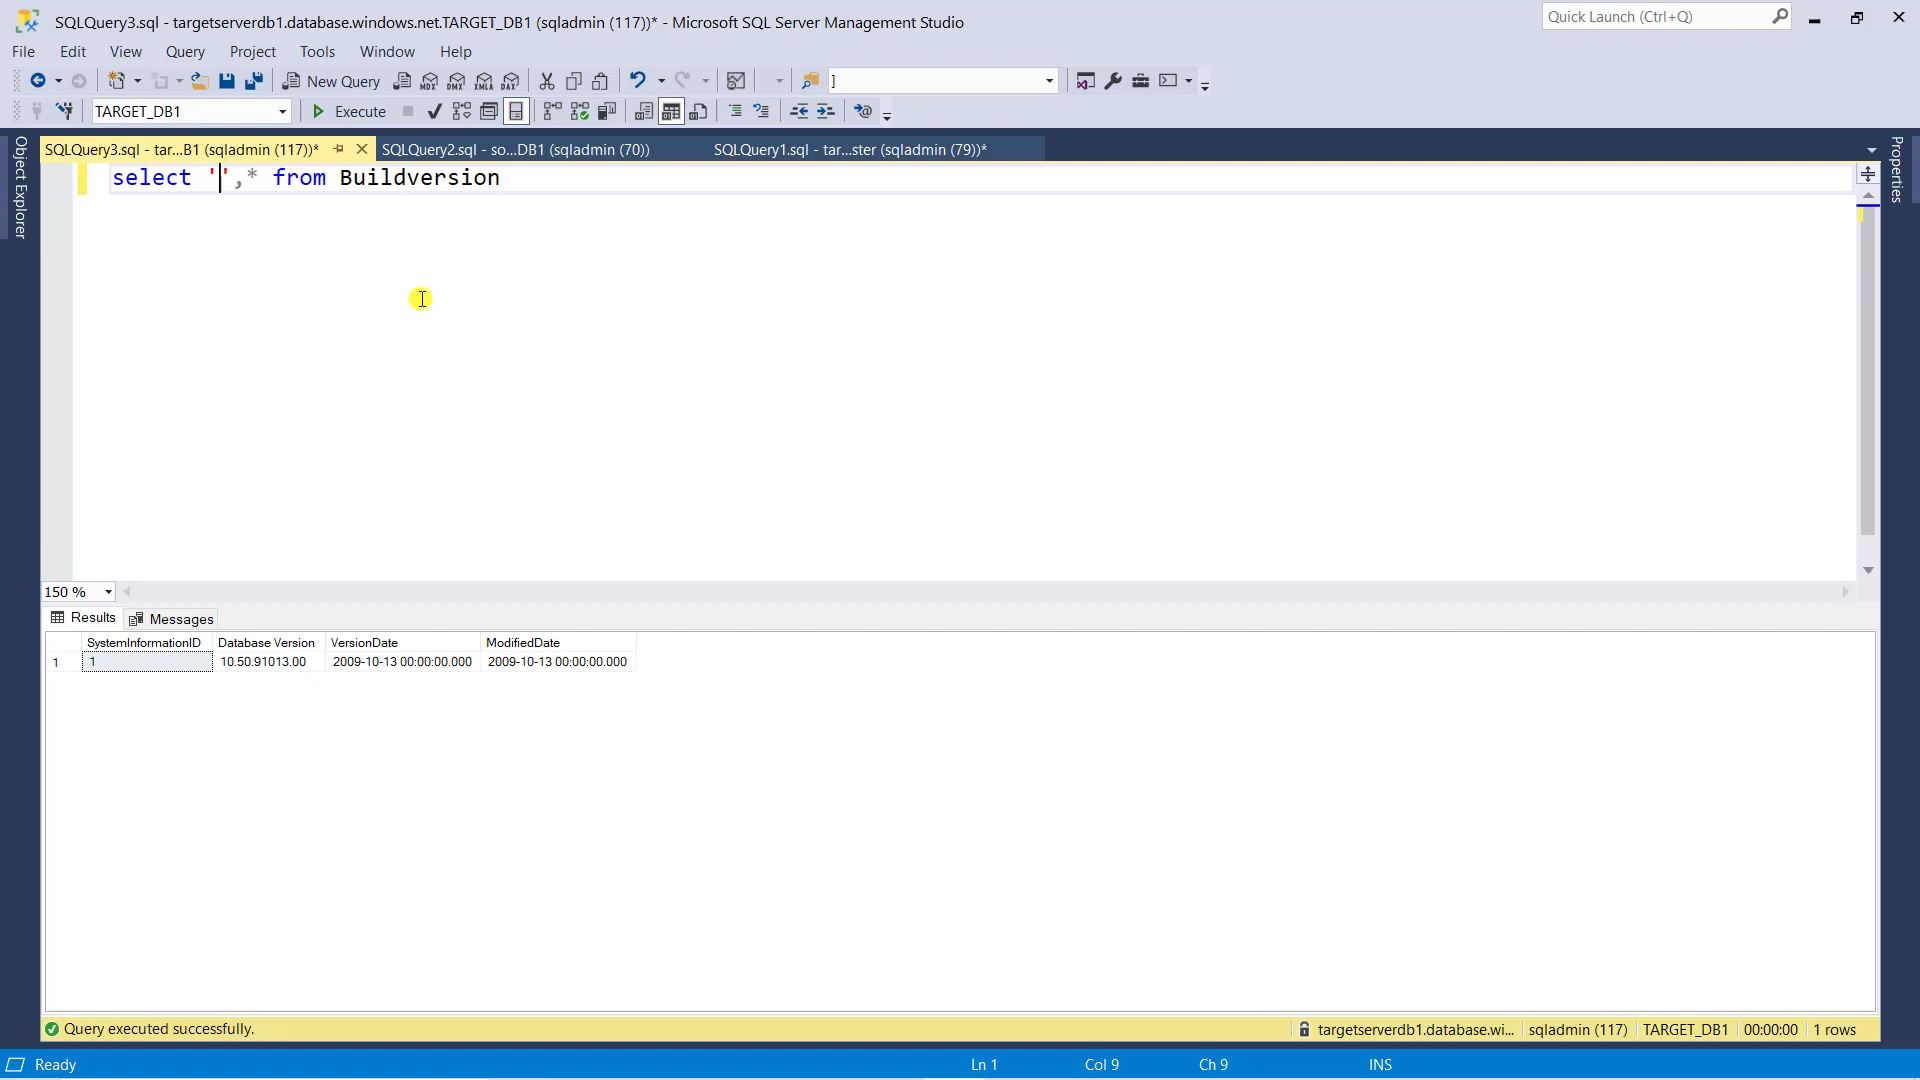 SQLQuery3.sql - targetserverdb1.database.windows.net.TARGET_DB1 (sqladmin (117))* - Microsoft SQL Server Management Studio
Quick Launch (Ctrl+Q)
File Edit View Query Project Tools Window Help
New Query MDX DMX XMLA DAX ]
TARGET_DB1 Execute
SQLQuery3.sql - tar...B1 (sqladmin (117))* SQLQuery2.sql - so...DB1 (sqladmin (70)) SQLQuery1.sql - tar...ster (sqladmin (79))*
Object Explorer
Properties
select '',* from Buildversion
150 %
Results Messages
SystemInformationID Database Version VersionDate ModifiedDate
1 1 10.50.91013.00 2009-10-13 00:00:00.000 2009-10-13 00:00:00.000
Query executed successfully. targetserverdb1.database.wi... sqladmin (117) TARGET_DB1 00:00:00 1 rows
Ready Ln 1 Col 9 Ch 9 INS